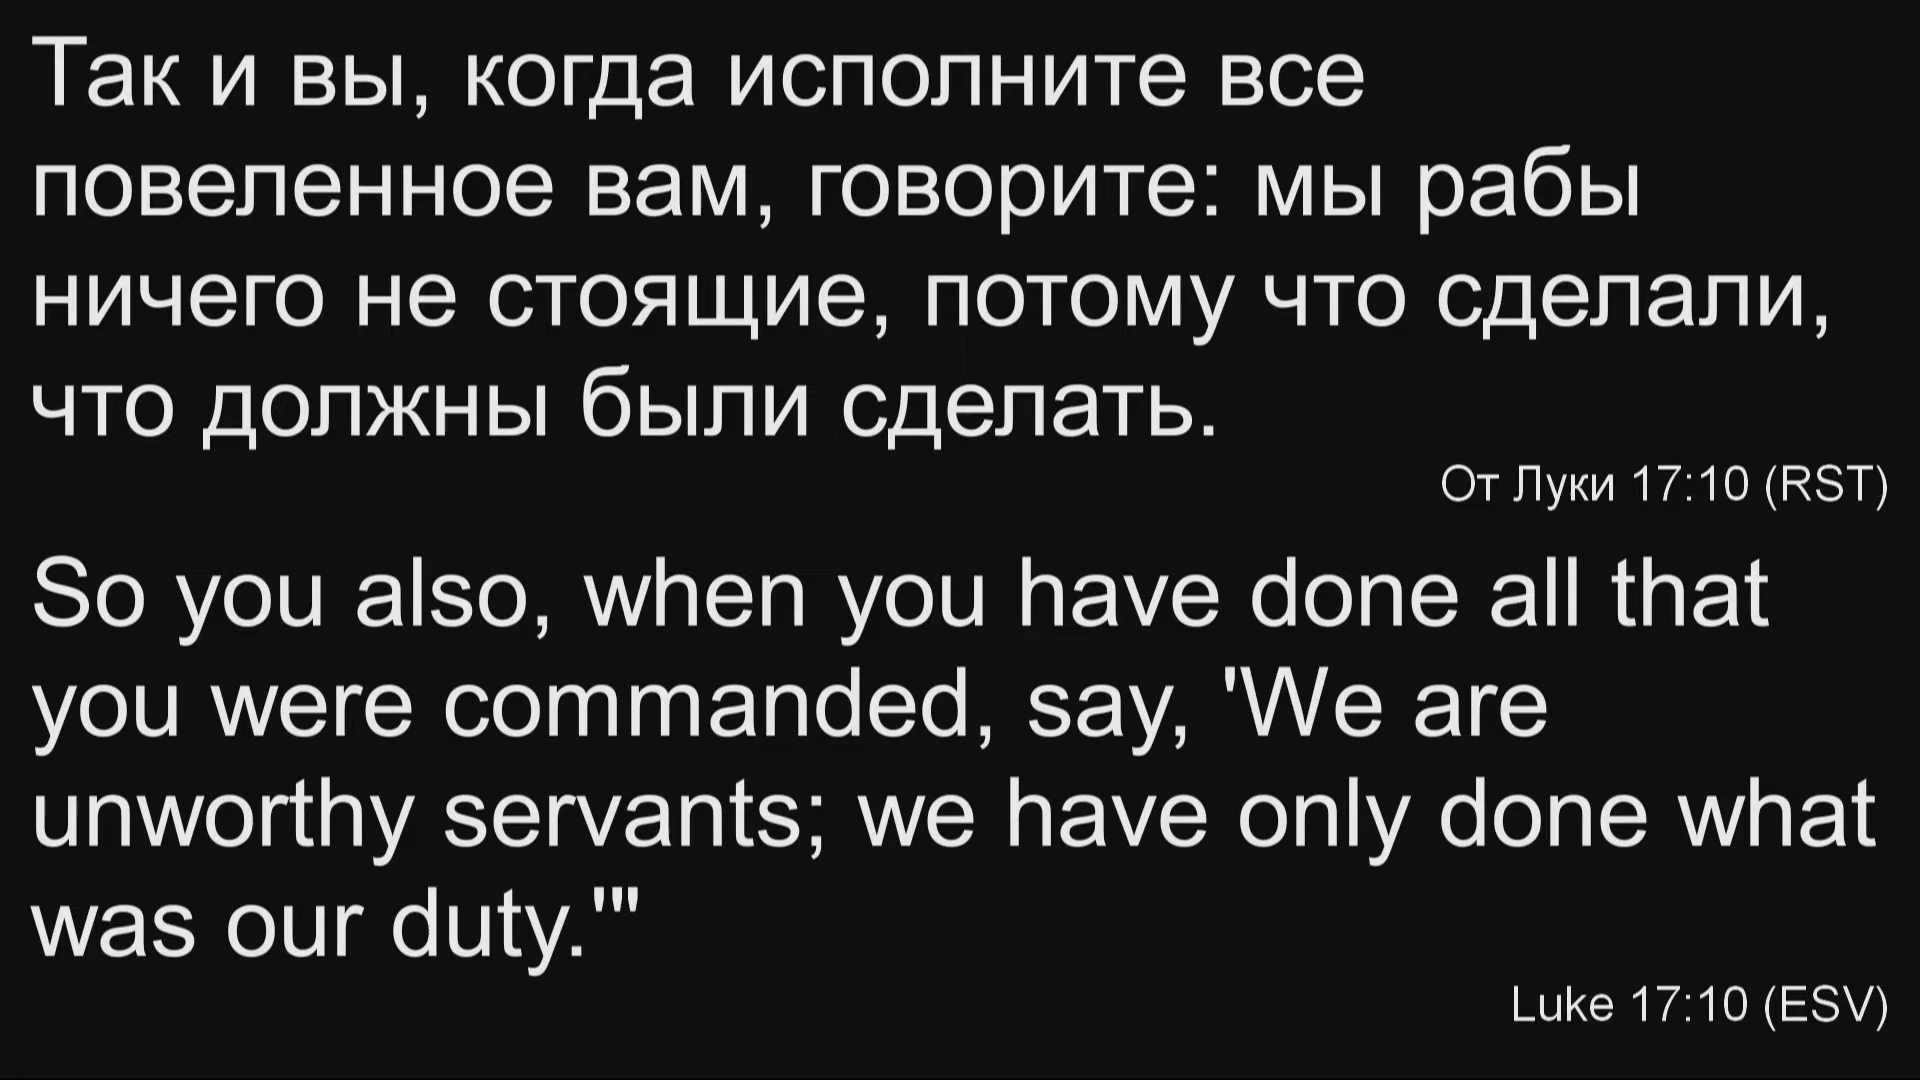 Так и вы, когда исполните все
повеленное вам, говорите: мы рабы
ничего не стоящие, потому что сделали,
что должны были сделать.
От Луки 17:10 (RST)
So you also, when you have done all that
you were commanded, say, 'We are
unworthy servants; we have only done what
was our duty.'"
Luke 17:10 (ESV)